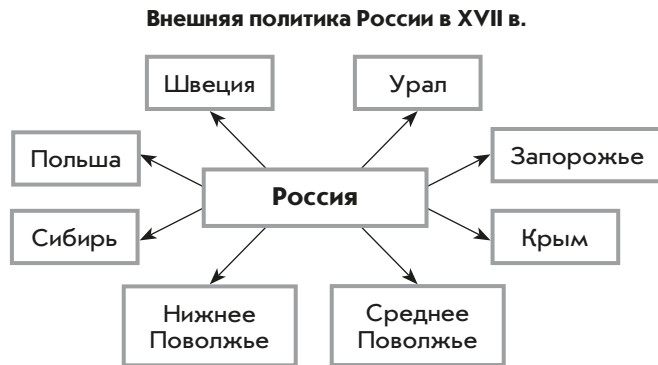 Внешняя политика России в XVII в.
Швеция
Урал
Польша
Запорожье
Россия
Сибирь
Крым
Нижнее
Поволжье
Среднее
Поволжье